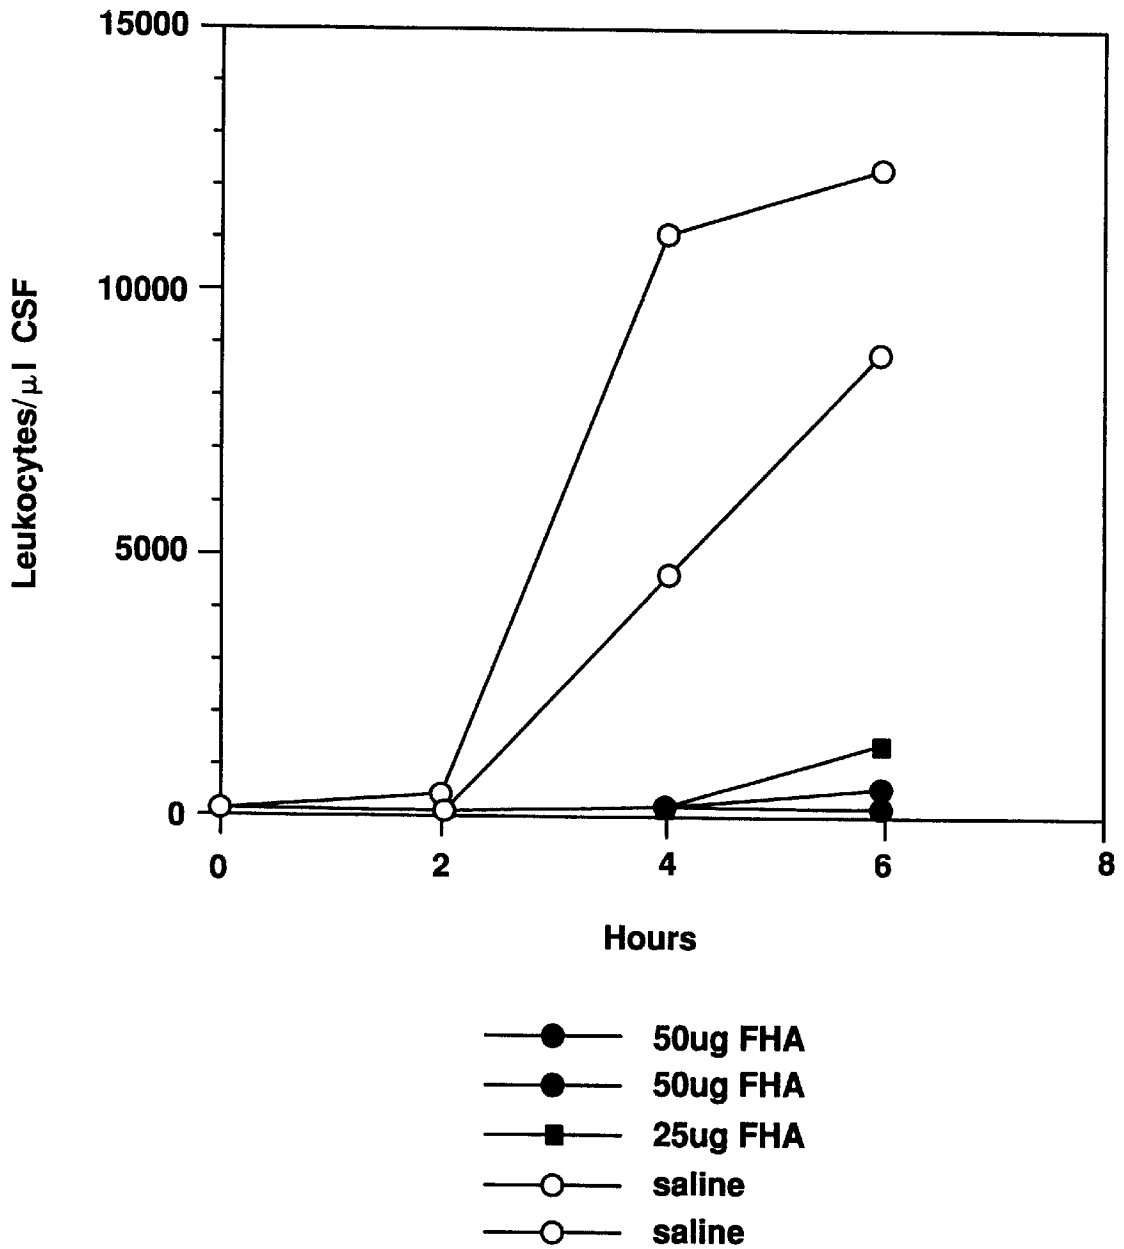 15000
10000
5000
0
Leukocytes/μl CSF
0 2 4 6 8
Hours
50ug FHA
50ug FHA
25ug FHA
saline
saline